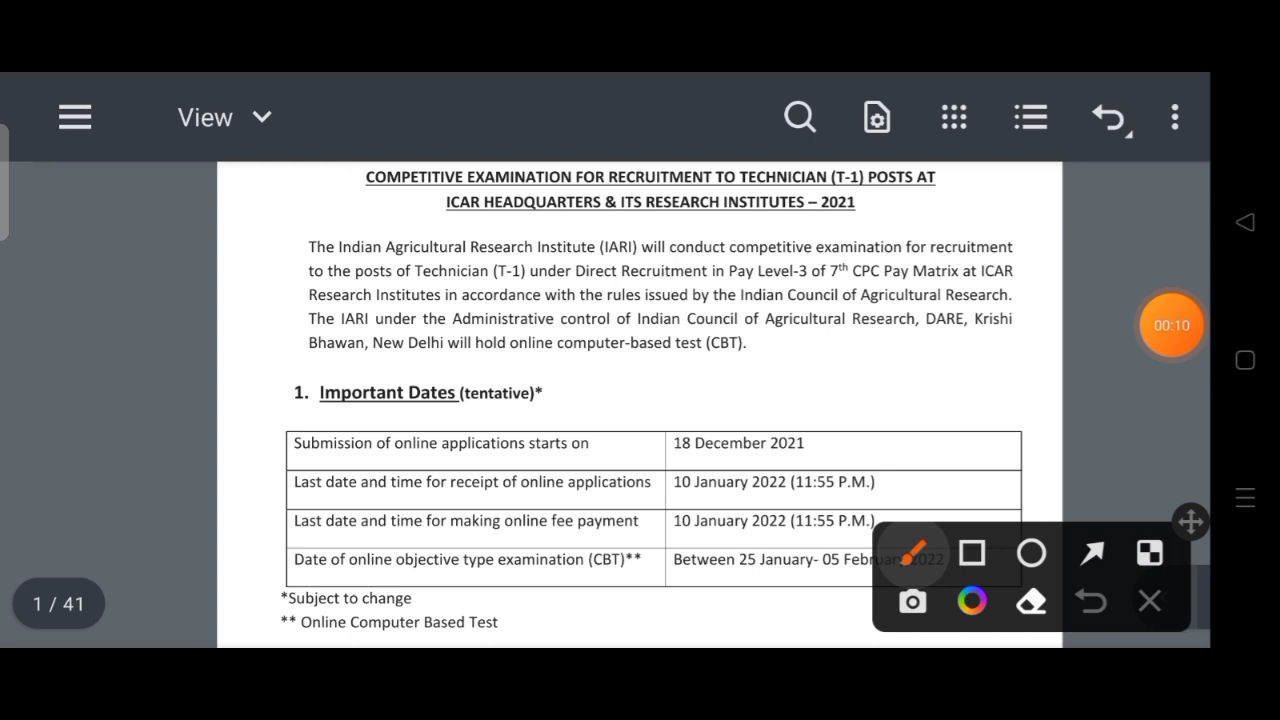 View
COMPETITIVE EXAMINATION FOR RECRUITMENT TO TECHNICIAN (T-1) POSTS AT
ICAR HEADQUARTERS & ITS RESEARCH INSTITUTES – 2021
The Indian Agricultural Research Institute (IARI) will conduct competitive examination for recruitment
to the posts of Technician (T-1) under Direct Recruitment in Pay Level-3 of 7th CPC Pay Matrix at ICAR
Research Institutes in accordance with the rules issued by the Indian Council of Agricultural Research.
The IARI under the Administrative control of Indian Council of Agricultural Research, DARE, Krishi
Bhawan, New Delhi will hold online computer-based test (CBT).
00:10
1. Important Dates (tentative)*
Submission of online applications starts on 18 December 2021
Last date and time for receipt of online applications 10 January 2022 (11:55 P.M.)
Last date and time for making online fee payment 10 January 2022 (11:55 P.M.)
Date of online objective type examination (CBT)** Between 25 January- 05 February 2022
*Subject to change
** Online Computer Based Test
1 / 41